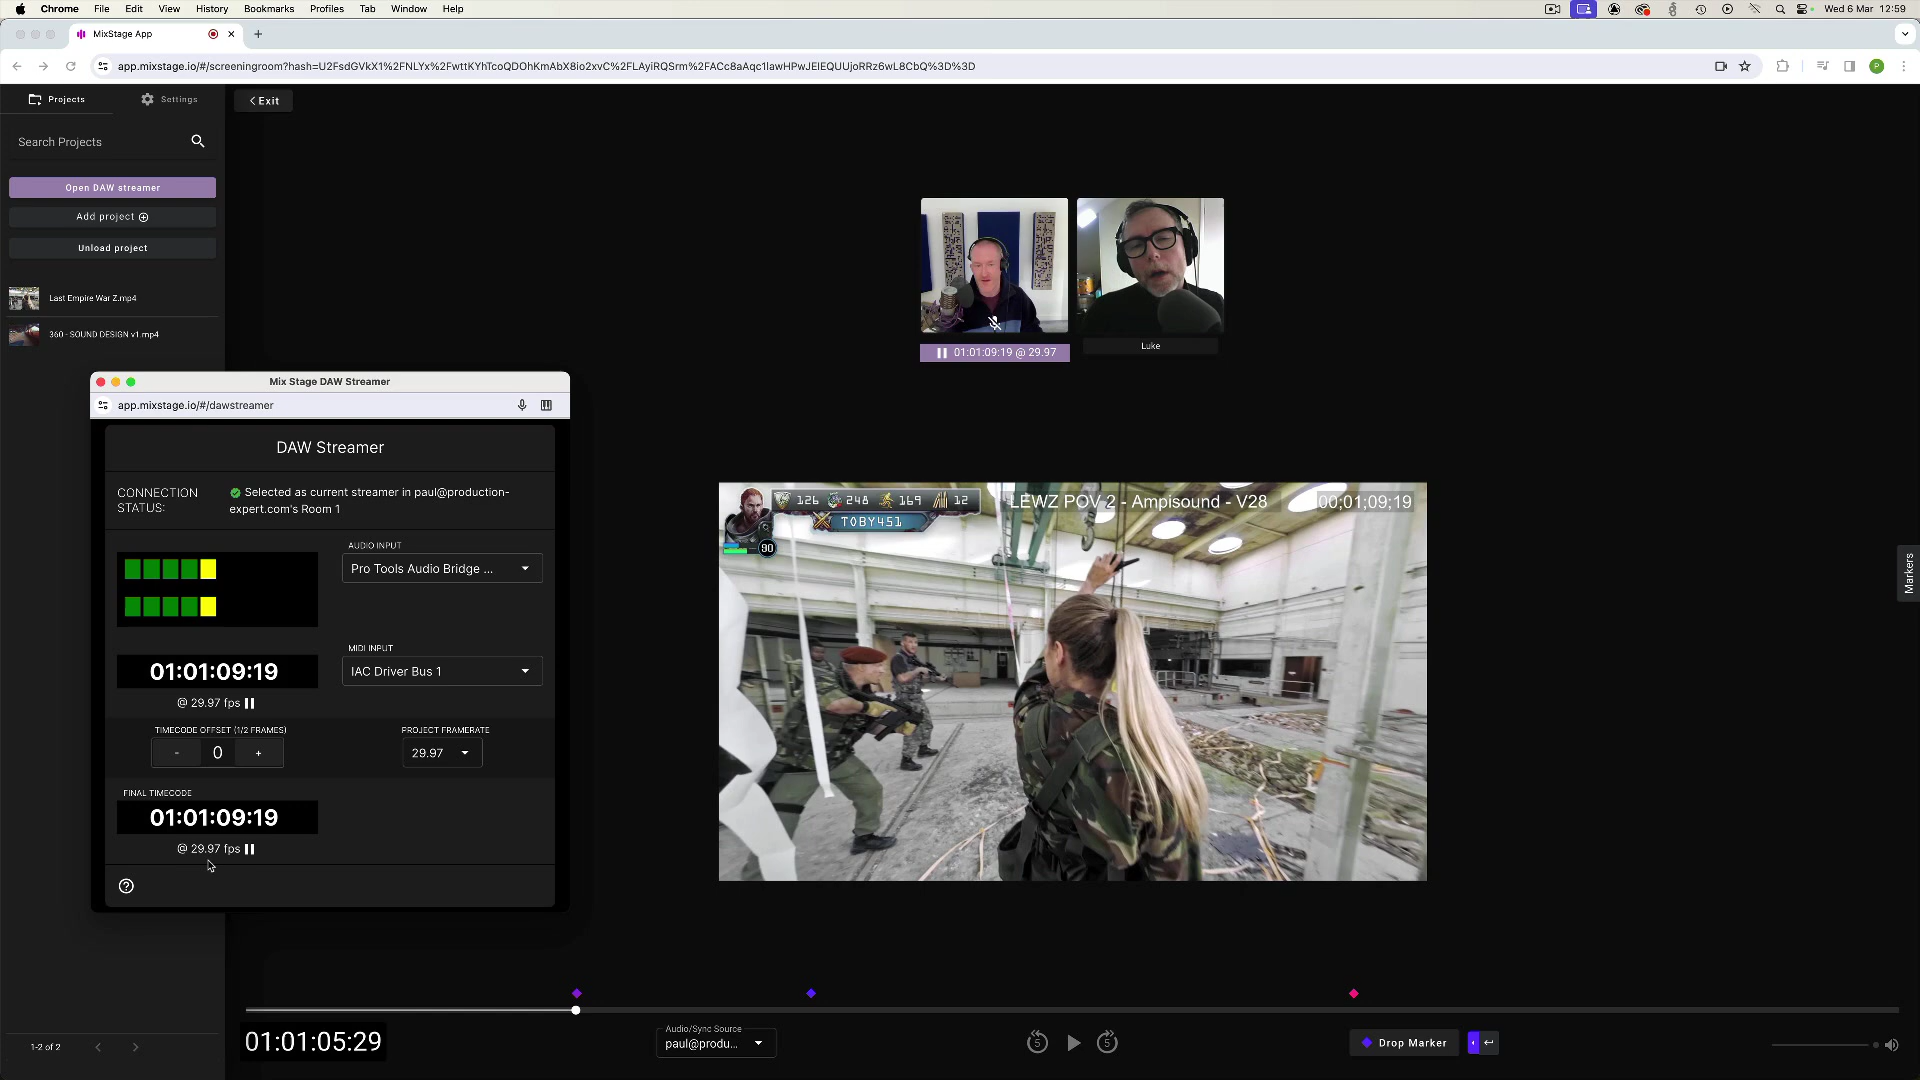 Chrome File Edit View History Bookmarks Profiles Tab Window Help
Wed 6 Mar 12:59
MixStage App
app.mixstage.io/#/screeningroom?hash=U2FsdGVkX1%2FNLYx%2FwttKYhTcoQDOhKmAbX8io2xvC%2FLAyiRQSrm%2FACc8aAqc1IawHPwJEIEQUUjoRRz6wL8CbQ%3D%3D
P
Projects
Settings
Exit
Search Projects
Open DAW streamer
Add project
Unload project
Last Empire War Z.mp4
360 - SOUND DESIGN v1.mp4
01:01:09:19 @ 29.97
Luke
Mix Stage DAW Streamer
app.mixstage.io/#/dawstreamer
DAW Streamer
CONNECTION STATUS:
Selected as current streamer in paul@production-
expert.com's Room 1
AUDIO INPUT
Pro Tools Audio Bridge ...
MIDI INPUT
01:01:09:19
IAC Driver Bus 1
@ 29.97 fps
TIMECODE OFFSET (1/2 FRAMES)
PROJECT FRAMERATE
- 0 +
29.97
FINAL TIMECODE
01:01:09:19
@ 29.97 fps
126 248 169 12
TOBY451
90
LEWZ POV 2 - Ampisound - V28
00;01;09;19
Markers
1-2 of 2
01:01:05:29
Audio/Sync Source
paul@produ...
5
5
Drop Marker